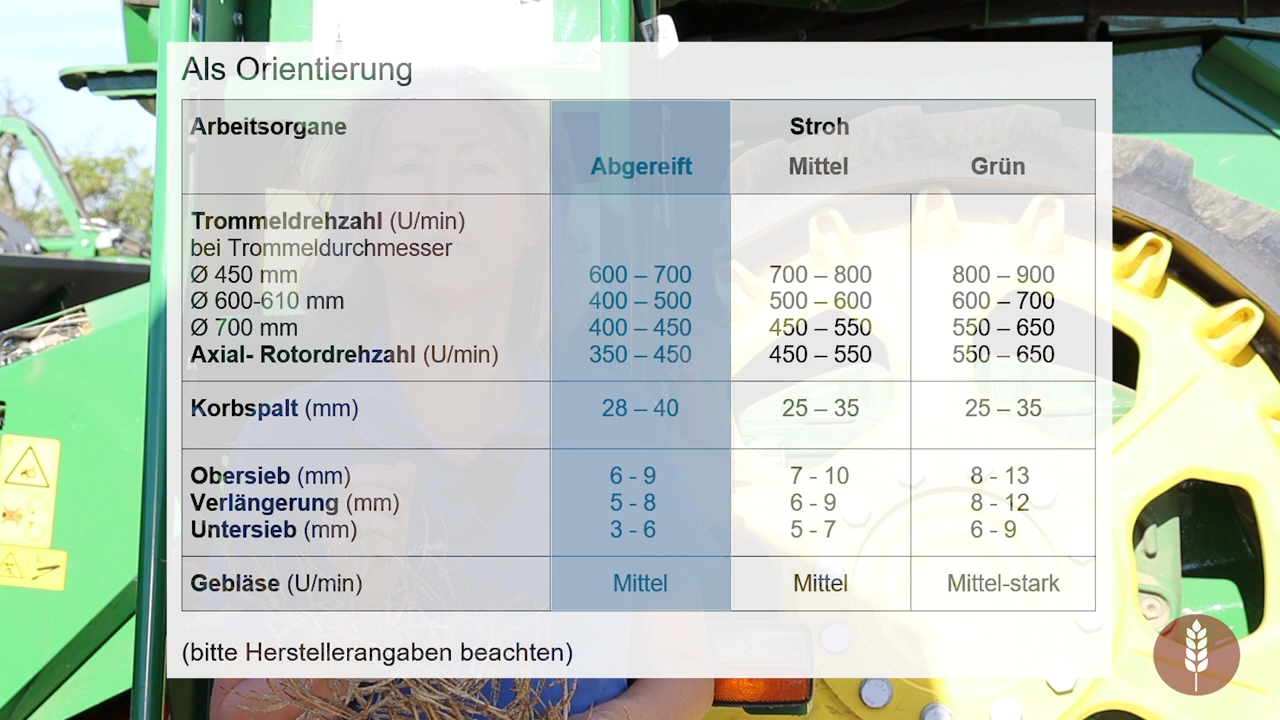 Als Orientierung
Arbeitsorgane Stroh
Abgereift Mittel Grün
Trommeldrehzahl (U/min)
bei Trommeldurchmesser
Ø 450 mm 600 – 700 700 – 800 800 – 900
Ø 600-610 mm 400 – 500 500 – 600 600 – 700
Ø 700 mm 400 – 450 450 – 550 550 – 650
Axial- Rotordrehzahl (U/min) 350 – 450 450 – 550 550 – 650
Korbspalt (mm) 28 – 40 25 – 35 25 – 35
Obersieb (mm) 6 - 9 7 - 10 8 - 13
Verlängerung (mm) 5 - 8 6 - 9 8 - 12
Untersieb (mm) 3 - 6 5 - 7 6 - 9
Gebläse (U/min) Mittel Mittel Mittel-stark
(bitte Herstellerangaben beachten)